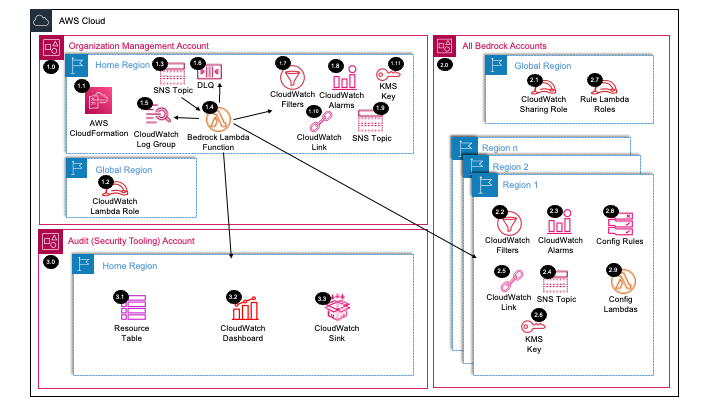 AWS Cloud
Organization Management Account
1.0
Home Region
1.1
AWS
CloudFormation
1.3
SNS Topic
1.6
DLQ
1.5
CloudWatch
Log Group
1.4
Bedrock Lambda
Function
1.7
CloudWatch
Filters
1.8
CloudWatch
Alarms
1.11
KMS
Key
1.10
CloudWatch
Link
1.9
SNS Topic
Global Region
1.2
CloudWatch
Lambda Role
Audit (Security Tooling) Account
3.0
Home Region
3.1
Resource
Table
3.2
CloudWatch
Dashboard
3.3
CloudWatch
Sink
All Bedrock Accounts
2.0
Global Region
2.1
CloudWatch
Sharing Role
2.7
Rule Lambda
Roles
Region n
Region 2
Region 1
2.2
CloudWatch
Filters
2.3
CloudWatch
Alarms
2.8
Config Rules
2.5
CloudWatch
Link
2.4
SNS Topic
2.9
Config
Lambdas
2.6
KMS
Key